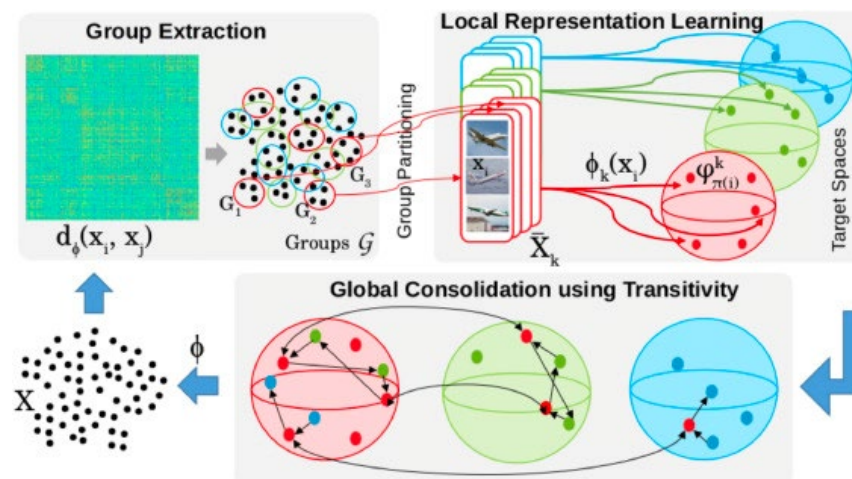 Group Extraction
d_ϕ(x_i, x_j)
G_1
G_2
G_3
Groups 𝒢
Group Partitioning
Local Representation Learning
x_i
X̄_k
ϕ_k(x_i)
φ^k_π(i)
Target Spaces
Global Consolidation using Transitivity
ϕ
X